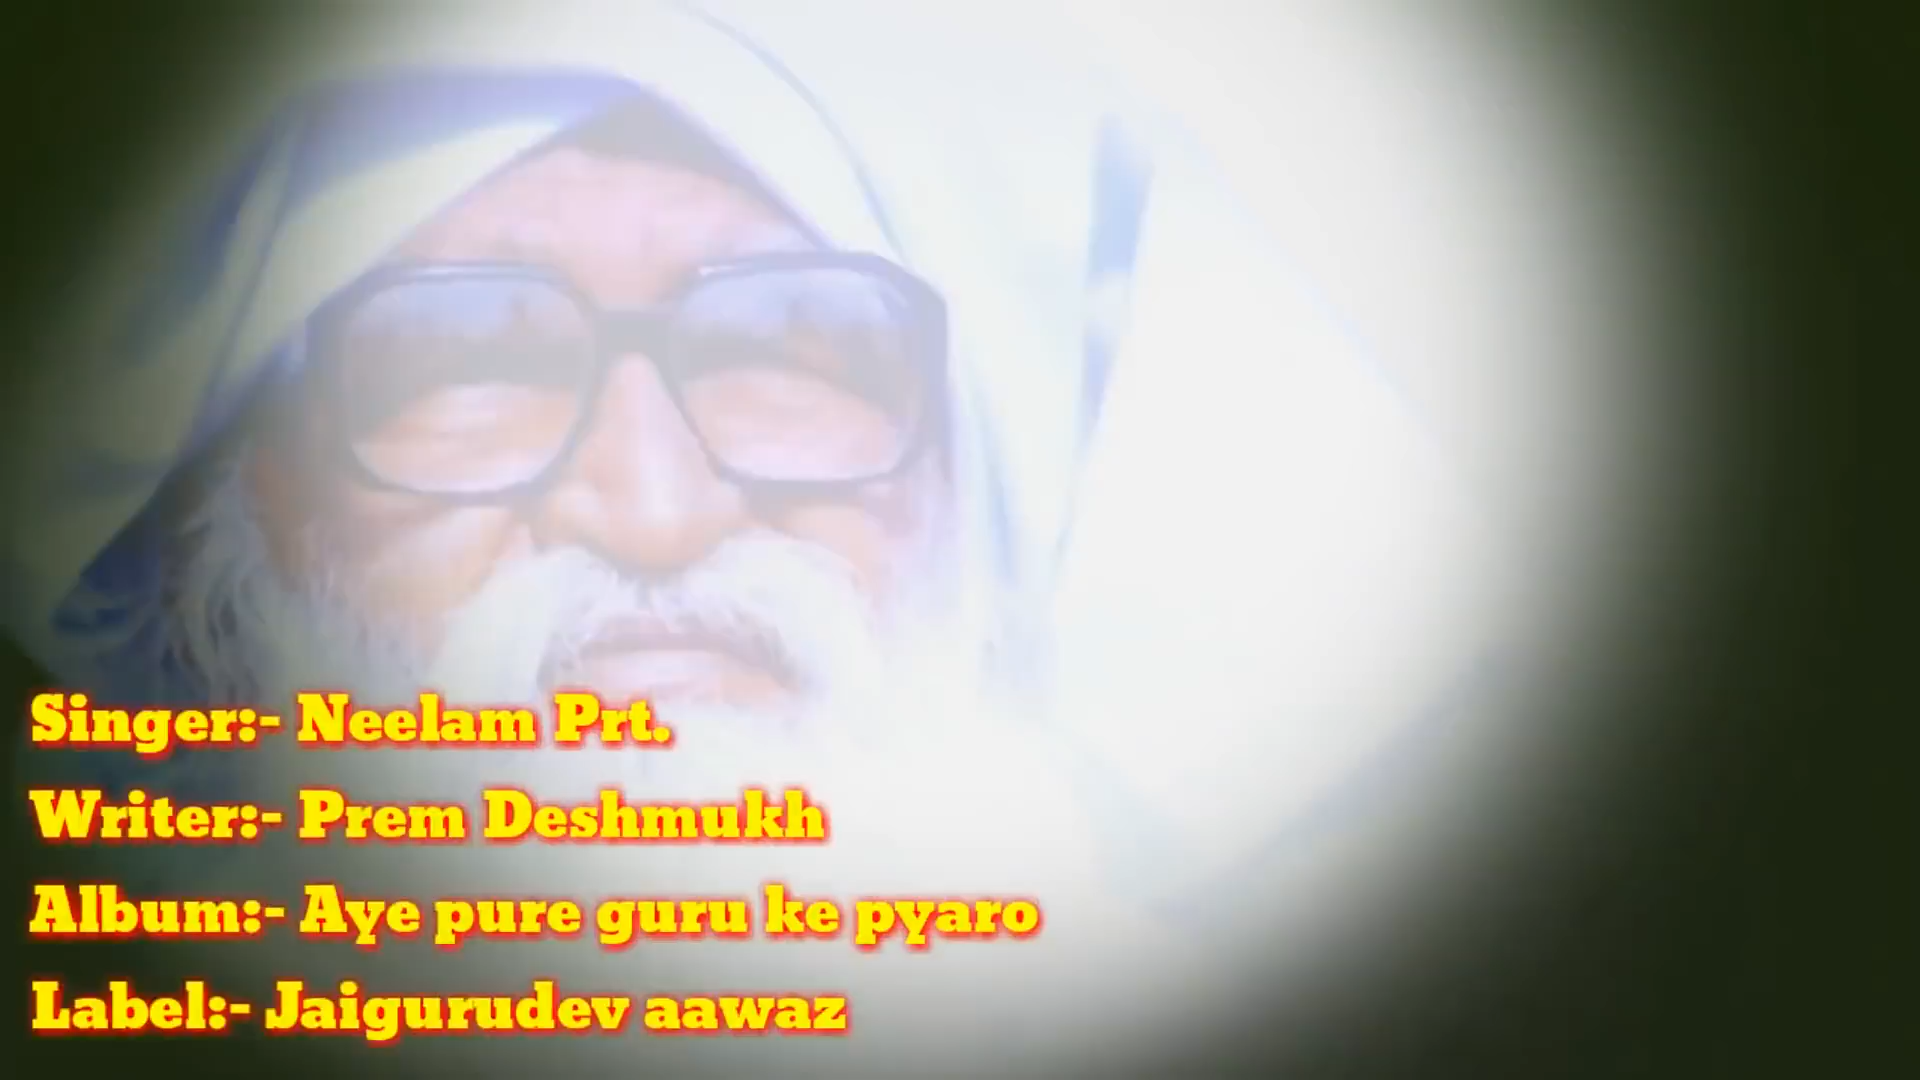 Singer:- Neelam Prt.
Writer:- Prem Deshmukh
Album:- Aye pure guru ke pyaro
Label:- Jaigurudev aawaz